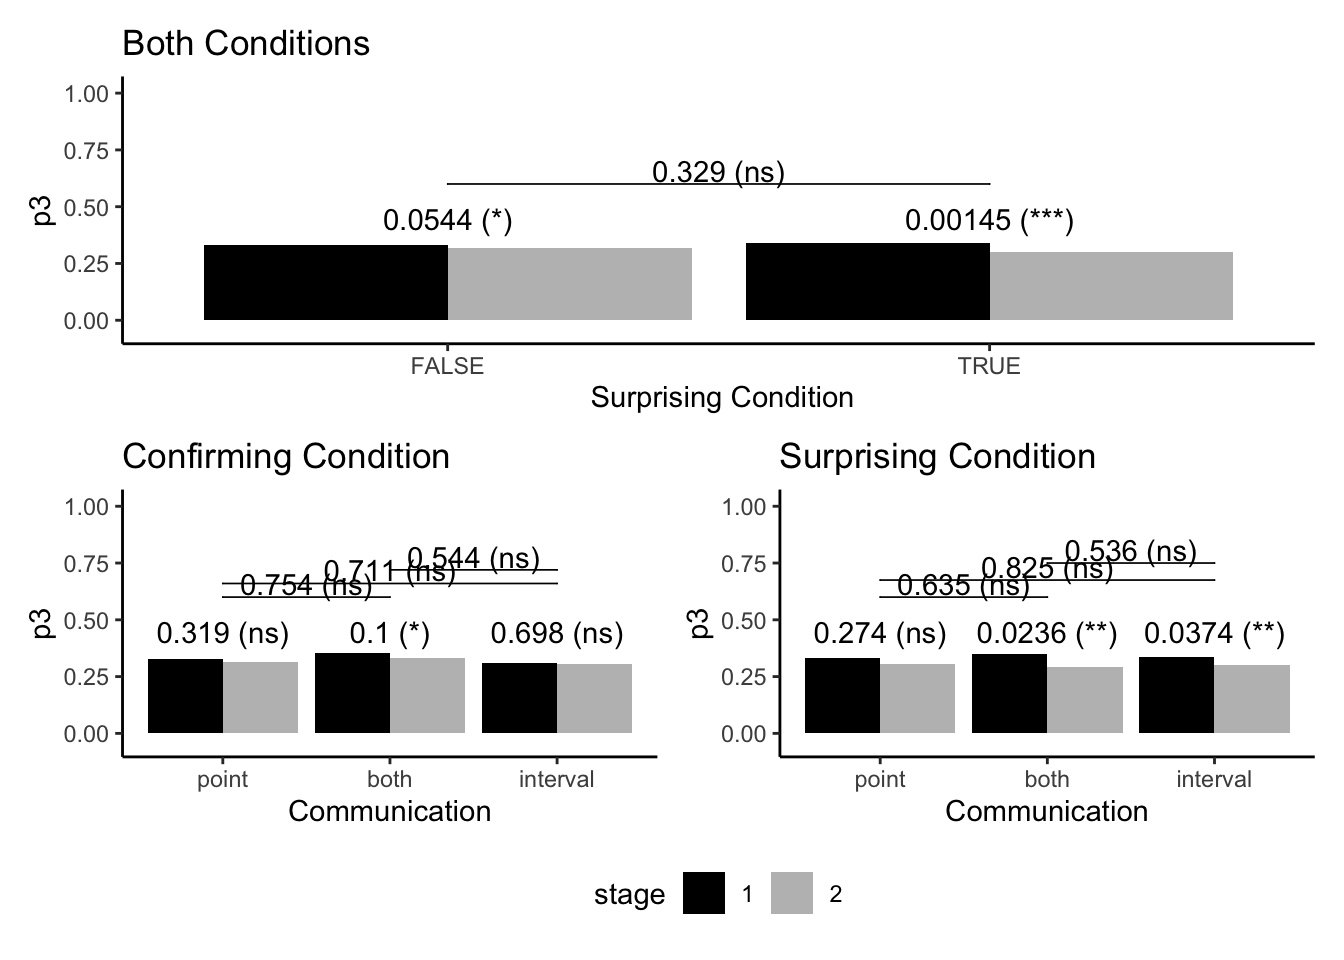 Both Conditions
1.00
0.75
0.50
0.25
0.00
p3
0.329 (ns)
0.0544 (*)
0.00145 (***)
FALSE
TRUE
Surprising Condition
Confirming Condition
1.00
0.75
0.50
0.25
0.00
p3
0.544 (ns)
0.711 (ns)
0.754 (ns)
0.319 (ns)
0.1 (*)
0.698 (ns)
point
both
interval
Communication
Surprising Condition
1.00
0.75
0.50
0.25
0.00
p3
0.536 (ns)
0.825 (ns)
0.635 (ns)
0.274 (ns)
0.0236 (**)
0.0374 (**)
point
both
interval
Communication
stage 1 2